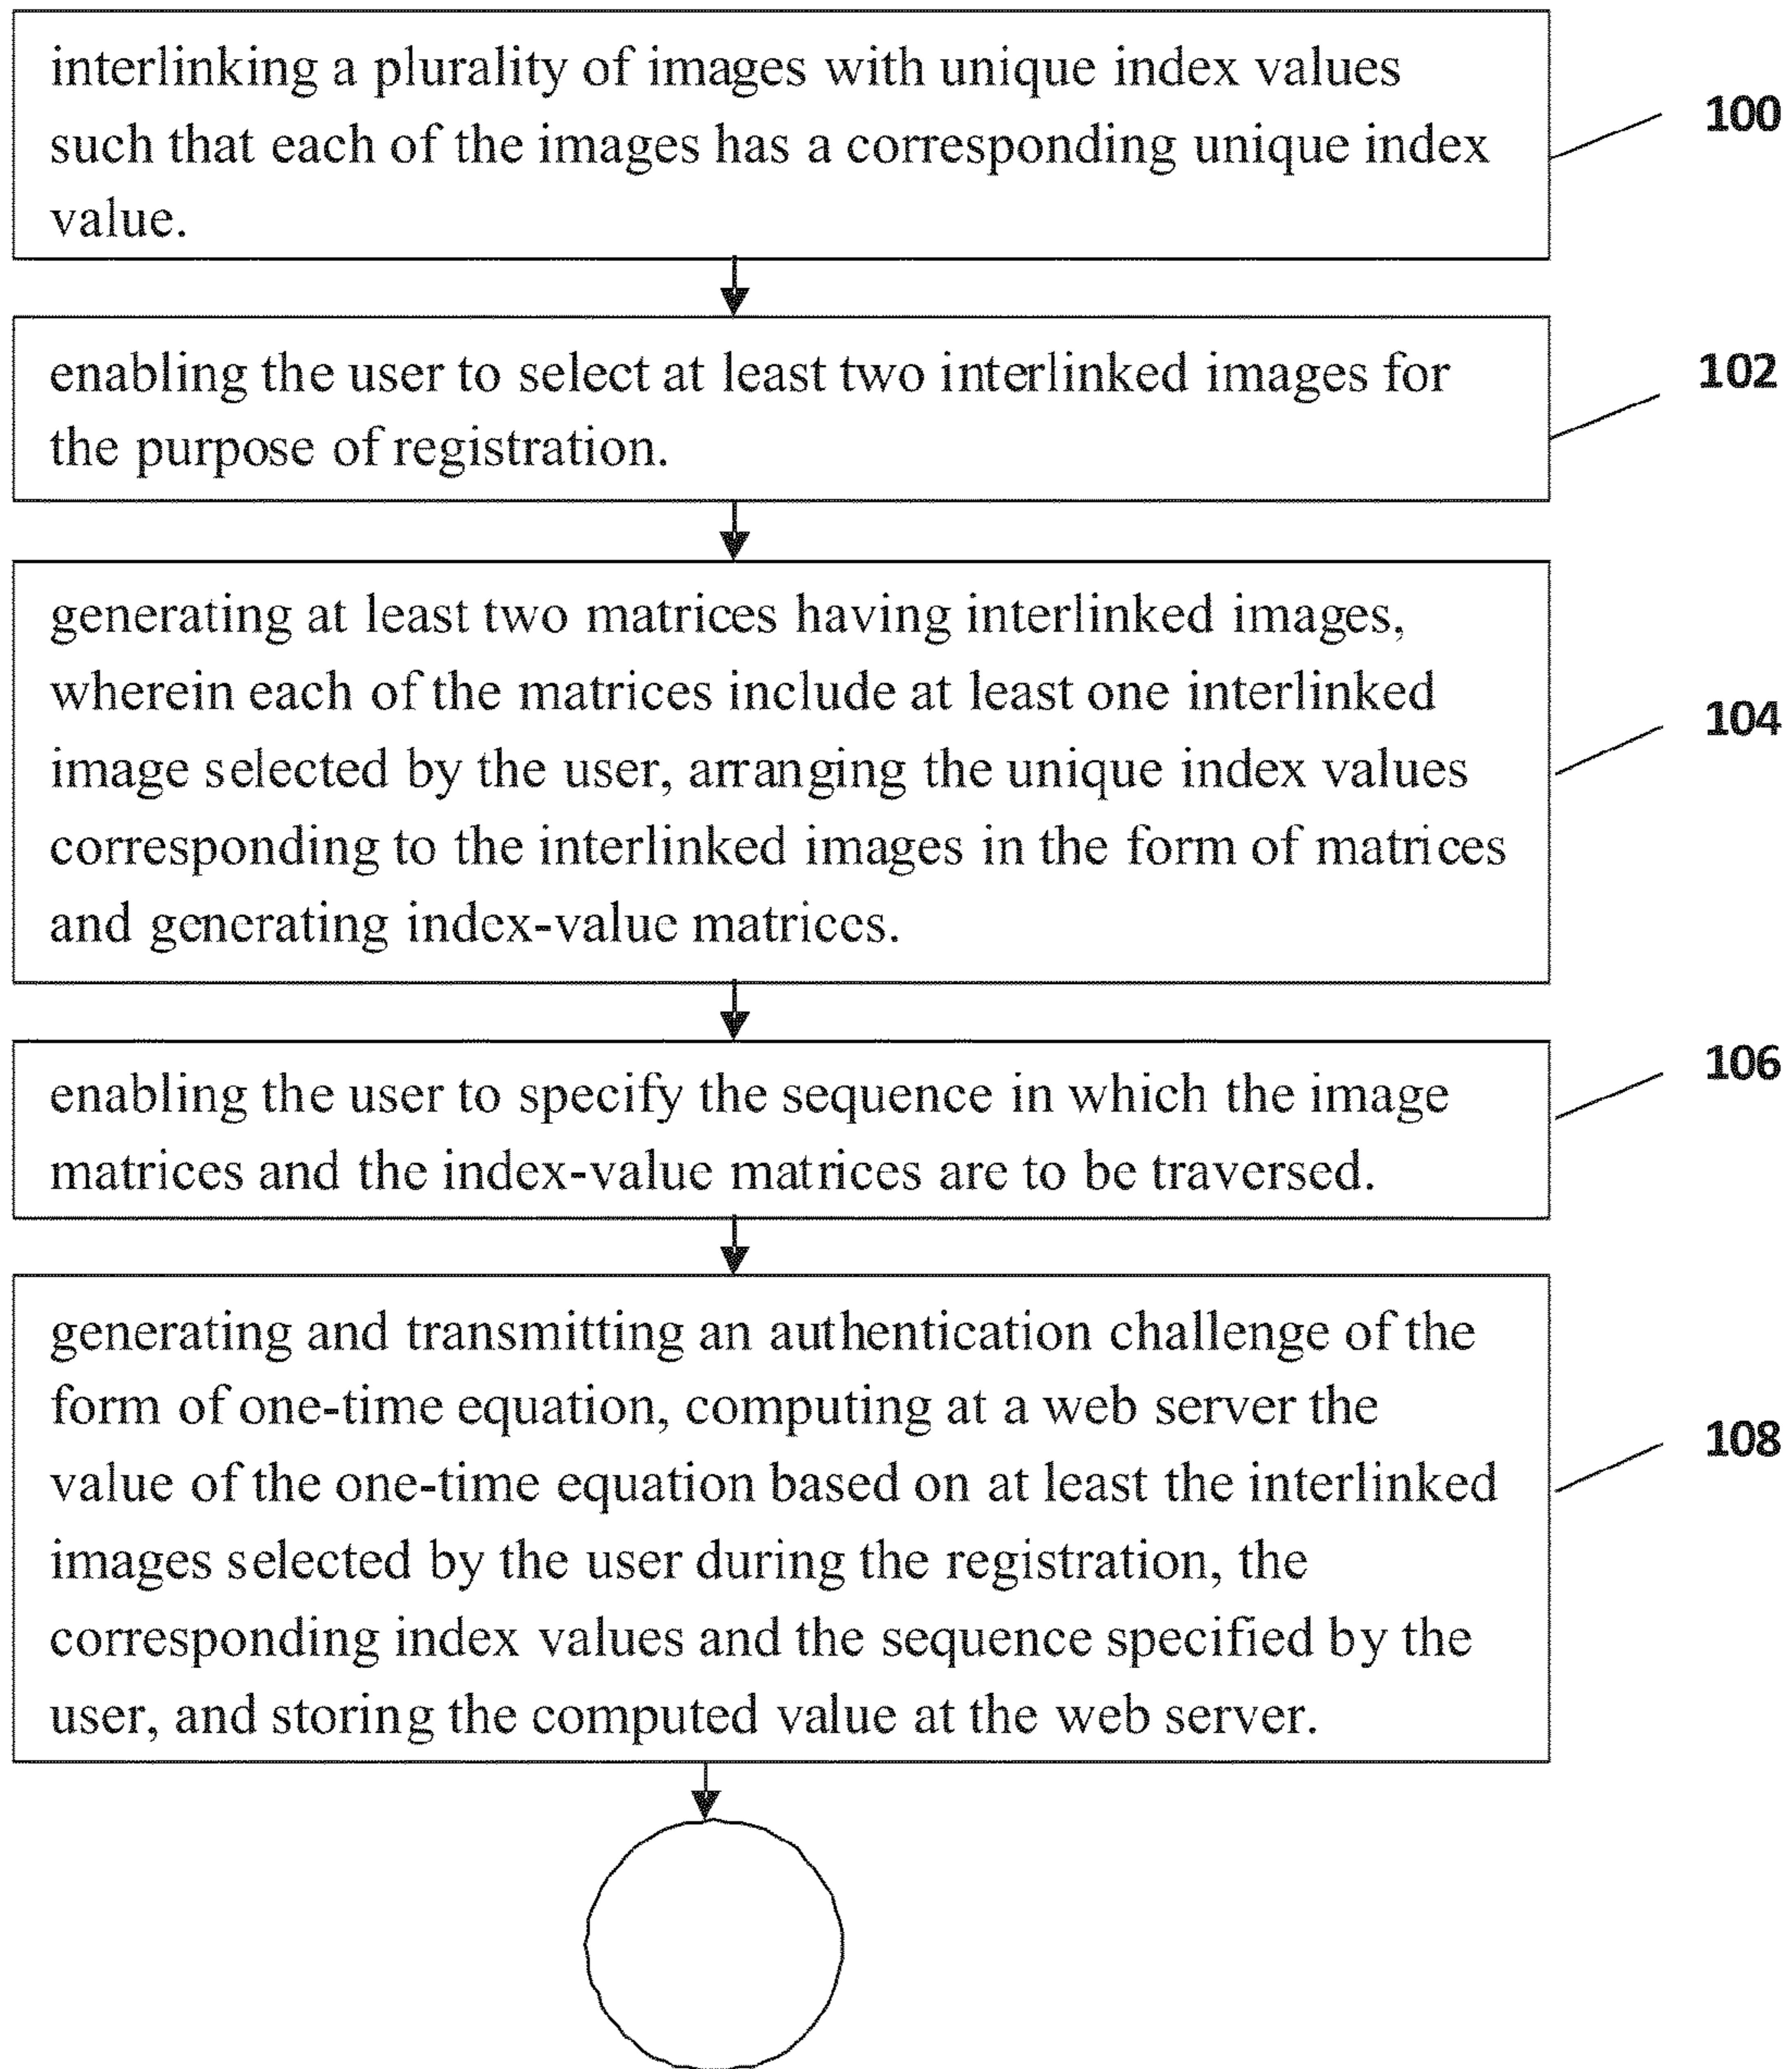 interlinking a plurality of images with unique index values
such that each of the images has a corresponding unique index
value.
100
enabling the user to select at least two interlinked images for
the purpose of registration.
102
generating at least two matrices having interlinked images,
wherein each of the matrices include at least one interlinked
image selected by the user, arranging the unique index values
corresponding to the interlinked images in the form of matrices
and generating index-value matrices.
104
enabling the user to specify the sequence in which the image
matrices and the index-value matrices are to be traversed.
106
generating and transmitting an authentication challenge of the
form of one-time equation, computing at a web server the
value of the one-time equation based on at least the interlinked
images selected by the user during the registration, the
corresponding index values and the sequence specified by the
user, and storing the computed value at the web server.
108